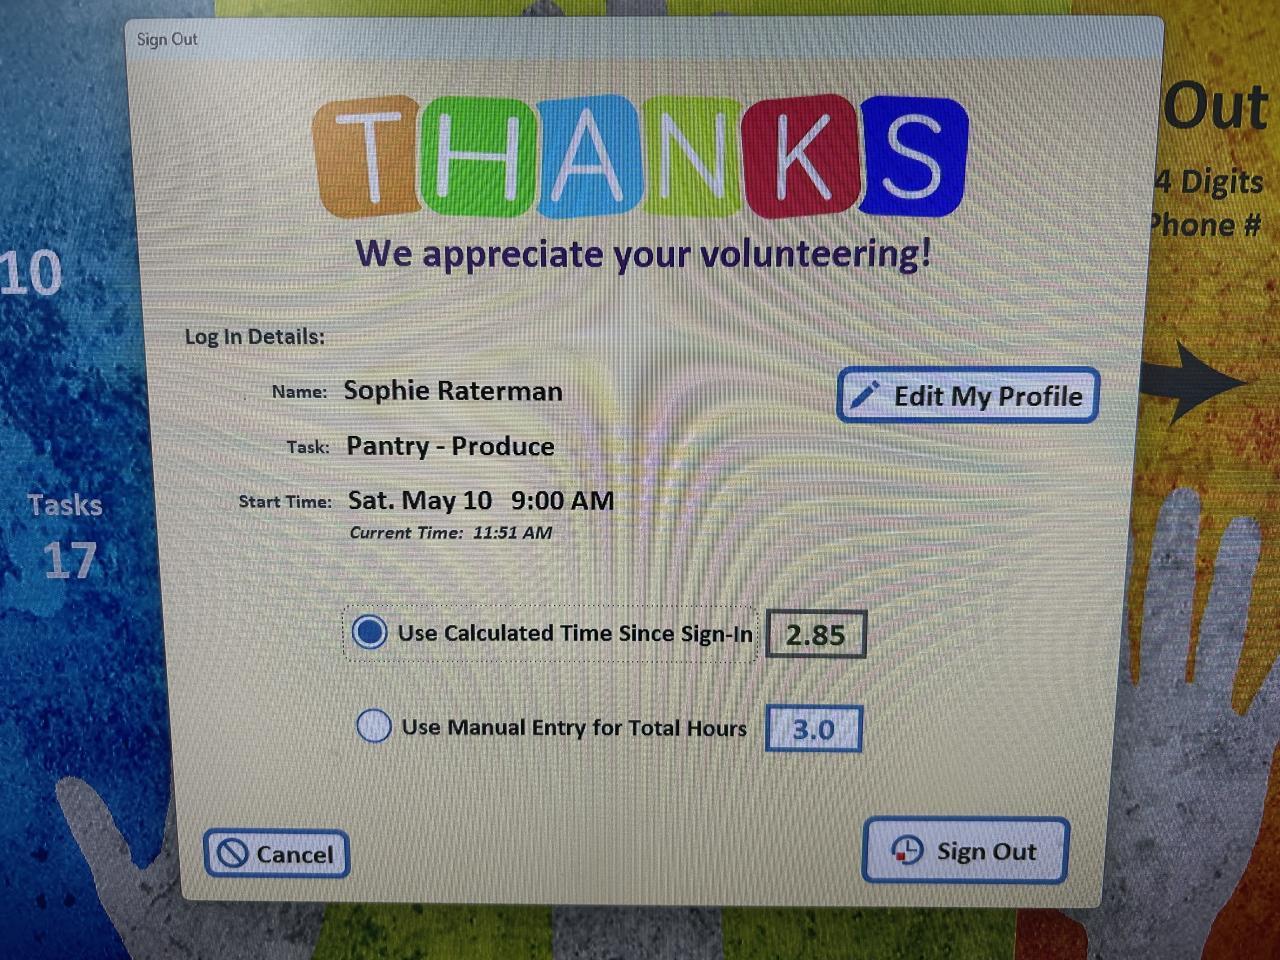 Sign Out
THANKS
We appreciate your volunteering!
Log In Details:
Name: Sophie Raterman
Edit My Profile
Task: Pantry - Produce
Start Time: Sat. May 10 9:00 AM
Current Time: 11:51 AM
Use Calculated Time Since Sign-In 2.85
Use Manual Entry for Total Hours 3.0
Cancel
Sign Out
10
Tasks
17
Out
4 Digits
Phone #